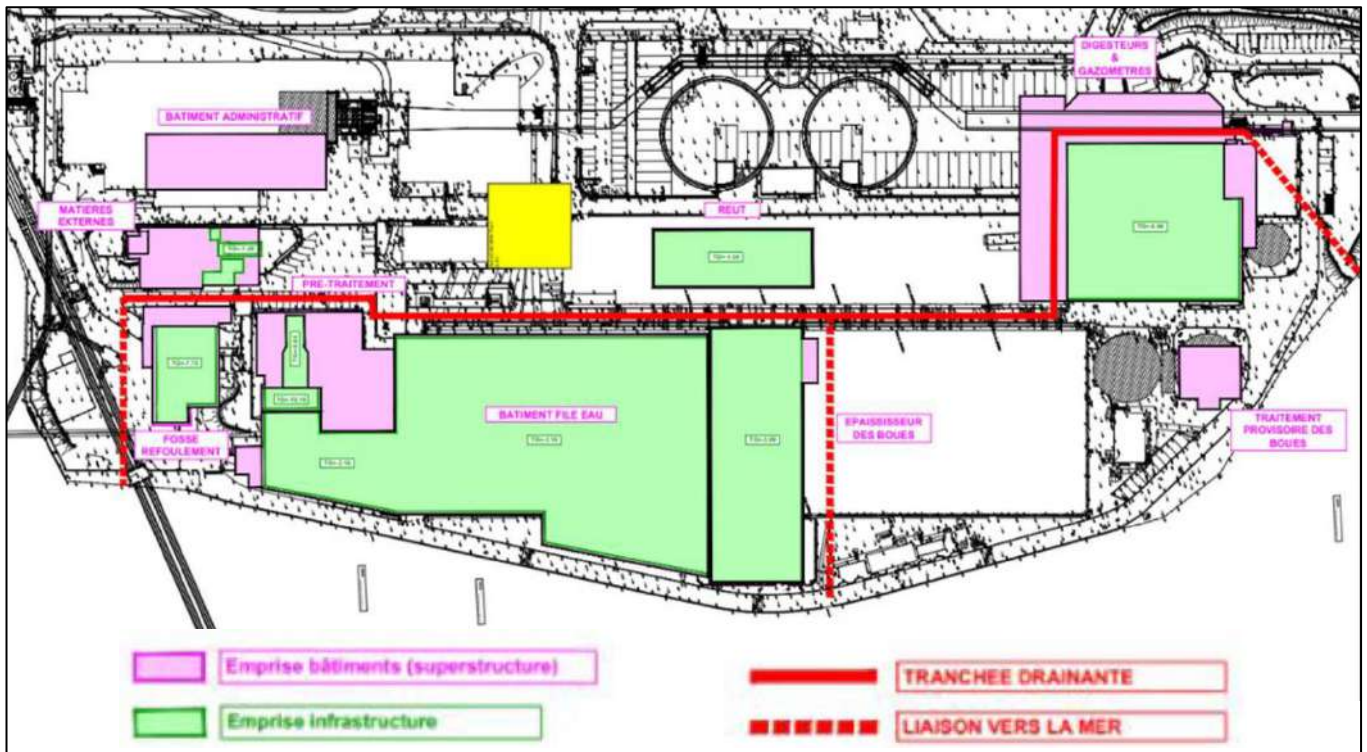 DIGESTEURS
&
GAZOMETRES
BATIMENT ADMINISTRATIF
MATIERES
EXTERNES
REUT
PRE-TRAITEMENT
BATIMENT FILE EAU
EPAISSISSEUR
DES BOUES
FOSSE
REFOULEMENT
TRAITEMENT
PROVISOIRE DES
BOUES
Emprise bâtiments (superstructure)
TRANCHEE DRAINANTE
Emprise infrastructure
LIAISON VERS LA MER